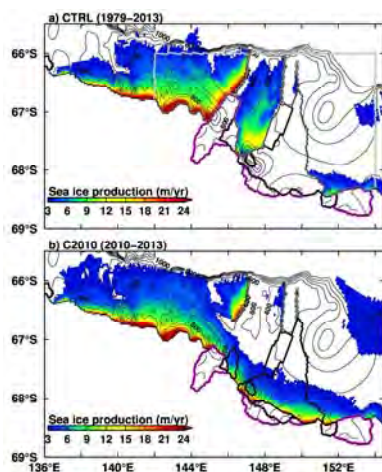 a) CTRL (1979-2013)
66°S
67°S
68°S
Sea ice production (m/yr)
3 6 9 12 15 18 21 24
69°S
b) C2010 (2010-2013)
66°S
67°S
68°S
Sea ice production (m/yr)
3 6 9 12 15 18 21 24
69°S
136°E 140°E 144°E 148°E 152°E